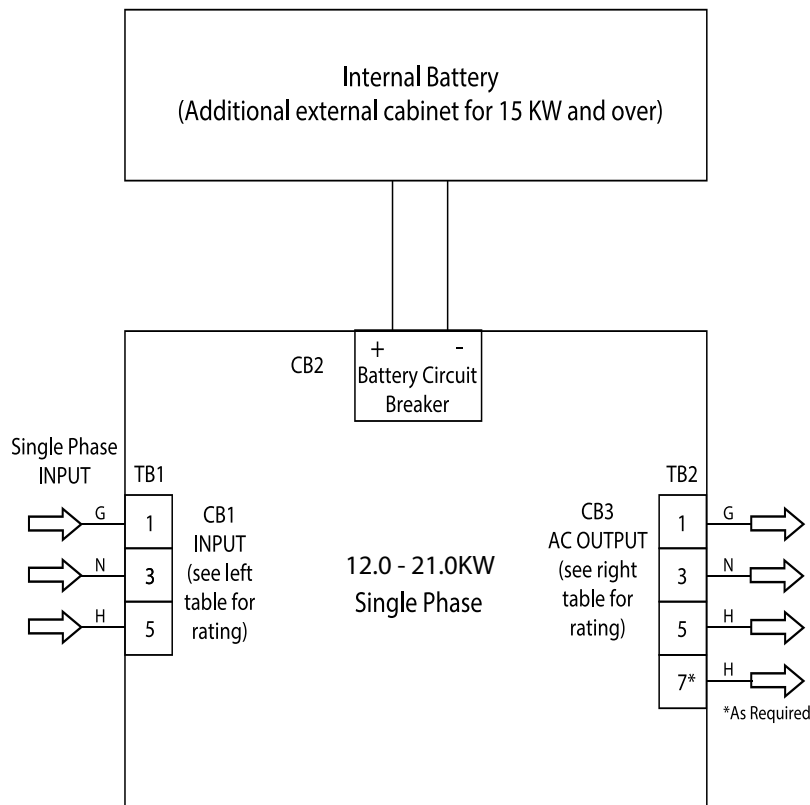 Internal Battery
(Additional external cabinet for 15 KW and over)
CB2
+ -
Battery Circuit
Breaker
Single Phase
INPUT
TB1
G
1
N
3
H
5
CB1
INPUT
(see left
table for
rating)
12.0 - 21.0KW
Single Phase
CB3
AC OUTPUT
(see right
table for
rating)
TB2
1
G
3
N
5
H
7*
H
*As Required